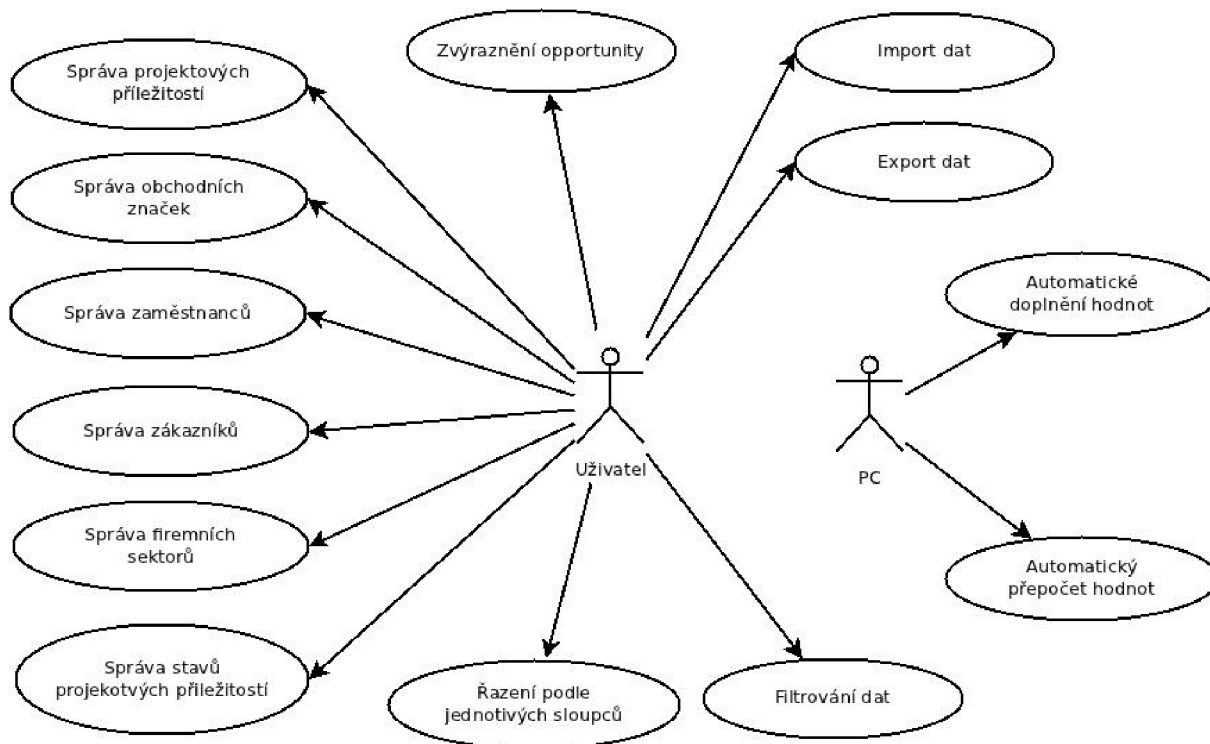 Zvýraznění opportunity
Import dat
Správa projektových
příležitostí
Export dat
Správa obchodních
značek
Automatické
doplnění hodnot
Správa zaměstnanců
Správa zákazníků
Uživatel
PC
Správa firemních
sektorů
Automatický
přepočet hodnot
Správa stavů
projekotvých přiležitostí
Řazení podle
jednotivých sloupců
Filtrování dat